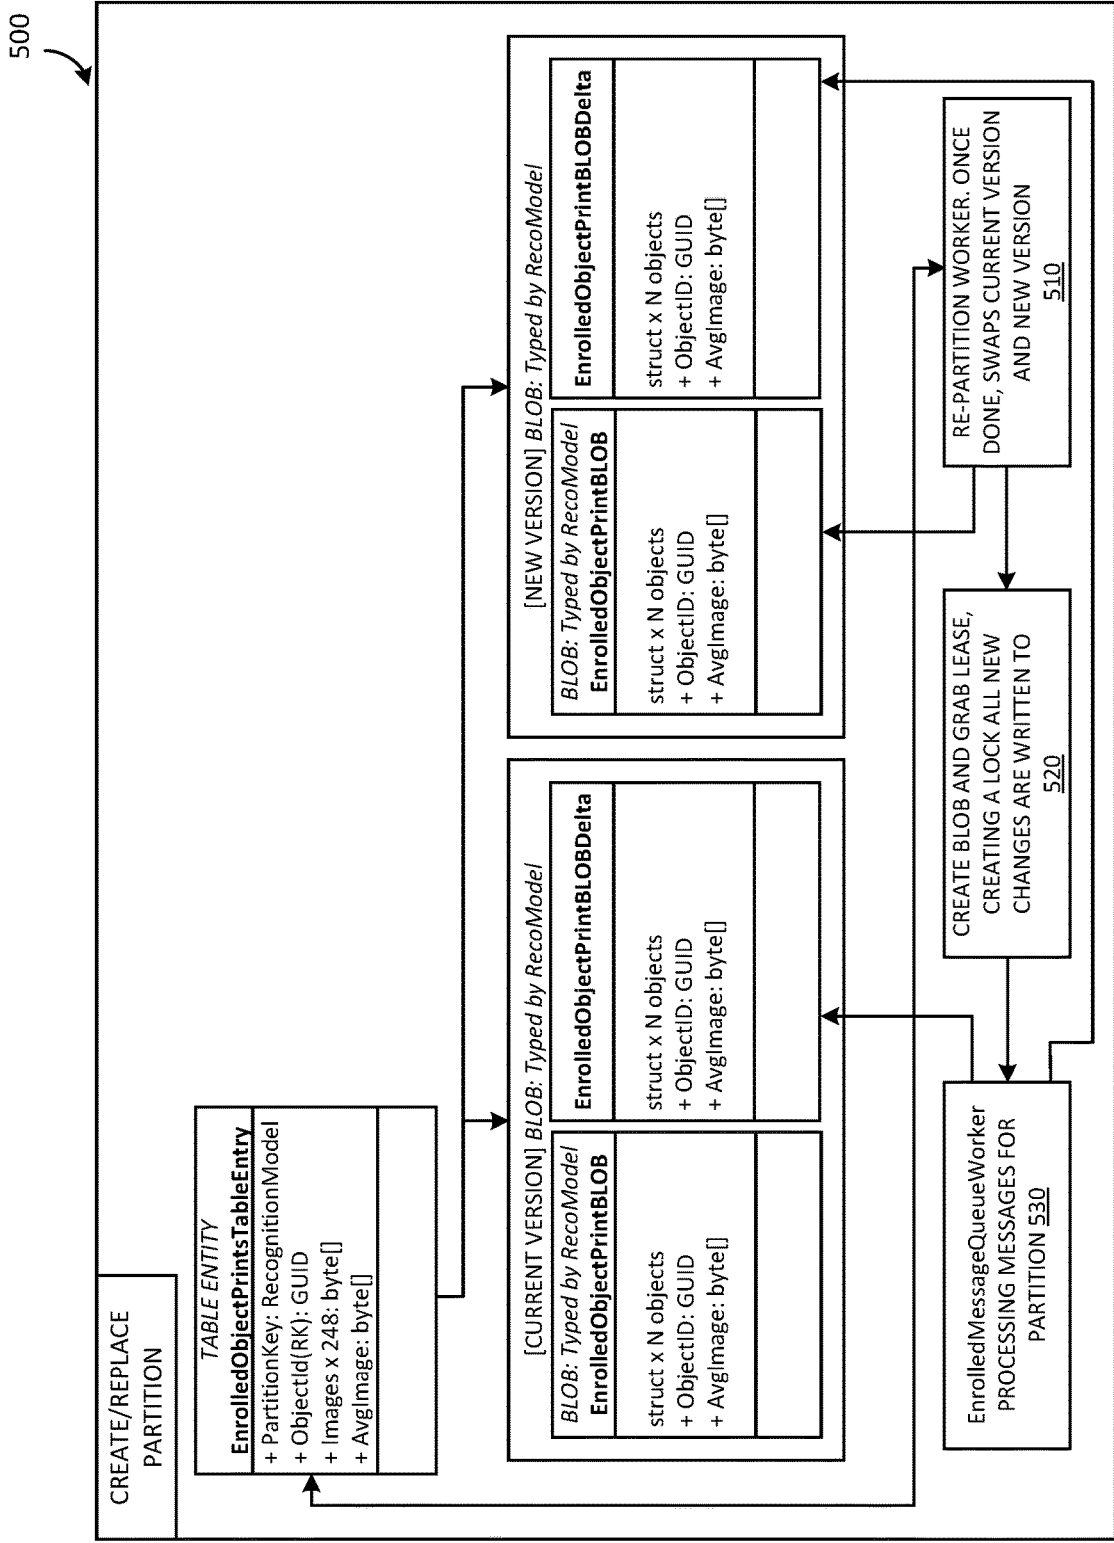 500
CREATE/REPLACE
PARTITION
TABLE ENTITY
EnrolledObjectPrintsTableEntry
+ PartitionKey: RecognitionModel
+ ObjectId(RK): GUID
+ Images x 248: byte[]
+ AvgImage: byte[]
[CURRENT VERSION] BLOB: Typed by RecoModel
BLOB: Typed by RecoModel
EnrolledObjectPrintBLOB
struct x N objects
+ ObjectID: GUID
+ AvgImage: byte[]
EnrolledObjectPrintBLOBDelta
struct x N objects
+ ObjectID: GUID
+ AvgImage: byte[]
[NEW VERSION] BLOB: Typed by RecoModel
BLOB: Typed by RecoModel
EnrolledObjectPrintBLOB
struct x N objects
+ ObjectID: GUID
+ AvgImage: byte[]
EnrolledObjectPrintBLOBDelta
struct x N objects
+ ObjectID: GUID
+ AvgImage: byte[]
EnrolledMessageQueueWorker
PROCESSING MESSAGES FOR
PARTITION 530
CREATE BLOB AND GRAB LEASE,
CREATING A LOCK ALL NEW
CHANGES ARE WRITTEN TO
520
RE-PARTITION WORKER. ONCE
DONE, SWAPS CURRENT VERSION
AND NEW VERSION
510